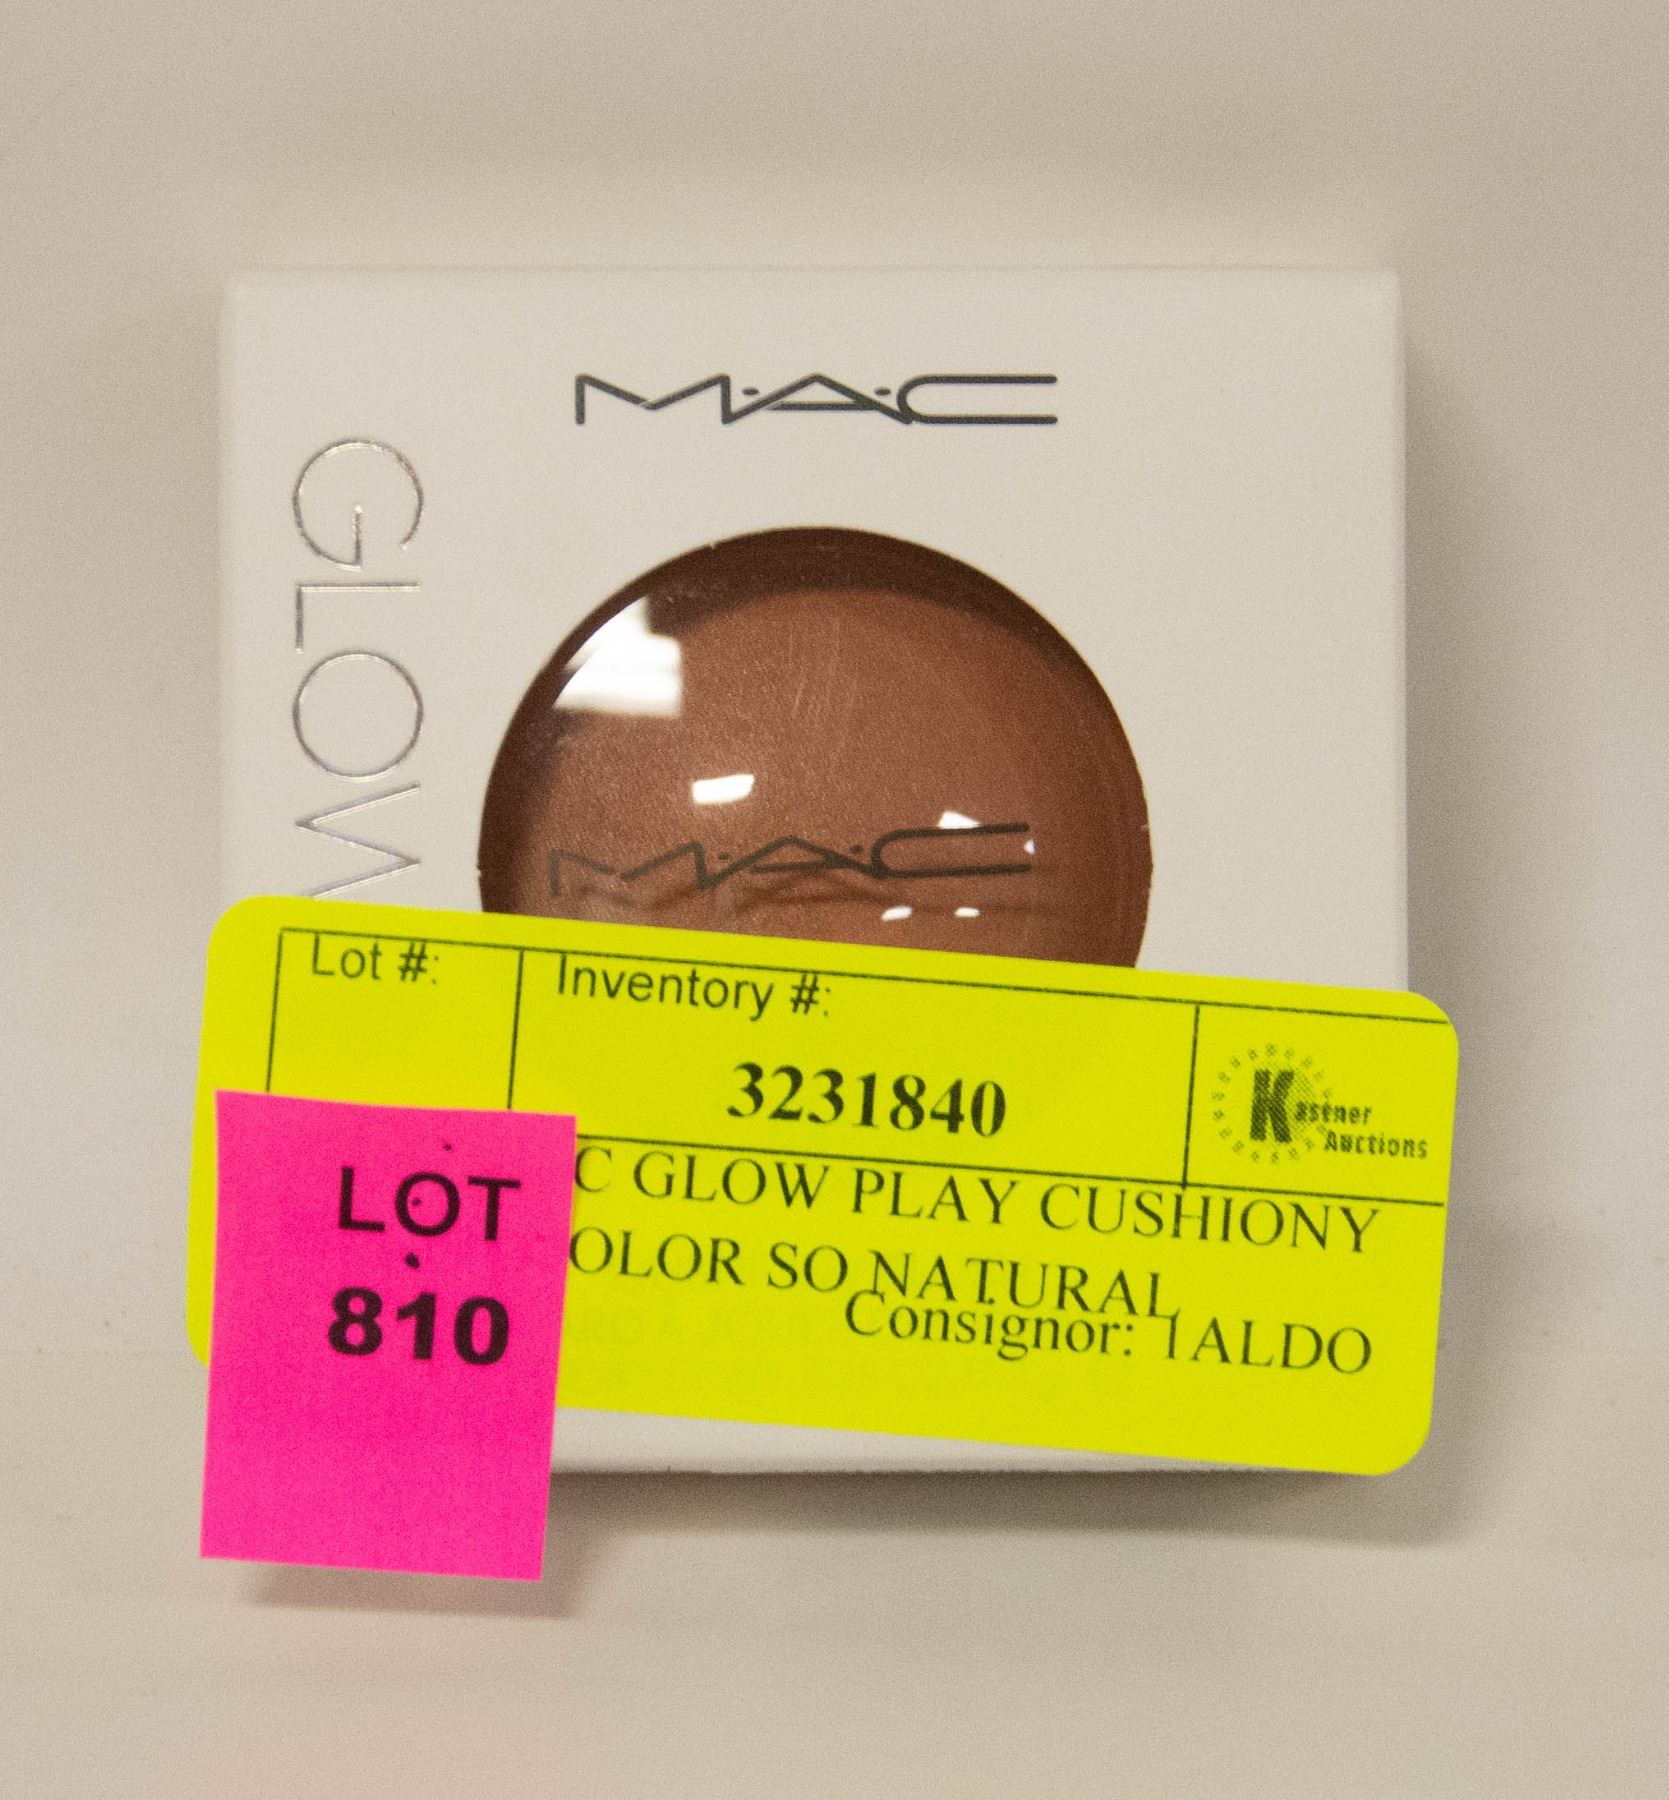 M·A·C
GLOW
M·A·C
Lot #:
Inventory #:
3231840
Kastner
Auctions
C GLOW PLAY CUSHIONY
OLOR SO NATURAL
Consignor: 1ALDO
LOT
810